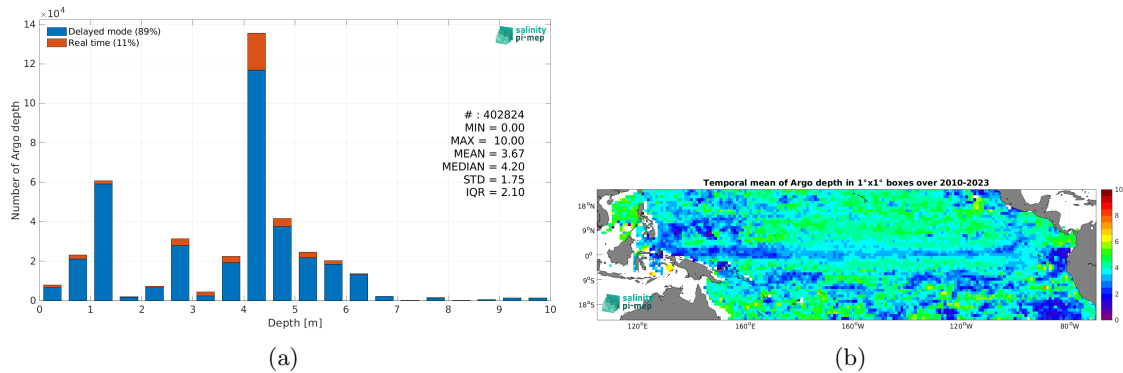 ×10⁴
14
12
10
8
6
4
2
0
Number of Argo depth
Delayed mode (89%)
Real time (11%)
salinity
pi-mep
# : 402824
MIN = 0.00
MAX = 10.00
MEAN = 3.67
MEDIAN = 4.20
STD = 1.75
IQR = 2.10
0 1 2 3 4 5 6 7 8 9 10
Depth [m]
(a)
Temporal mean of Argo depth in 1°x1° boxes over 2010-2023
18°N
9°N
0°
9°S
18°S
salinity
pi-mep
120°E 160°E 160°W 120°W 80°W
10
8
6
4
2
0
(b)